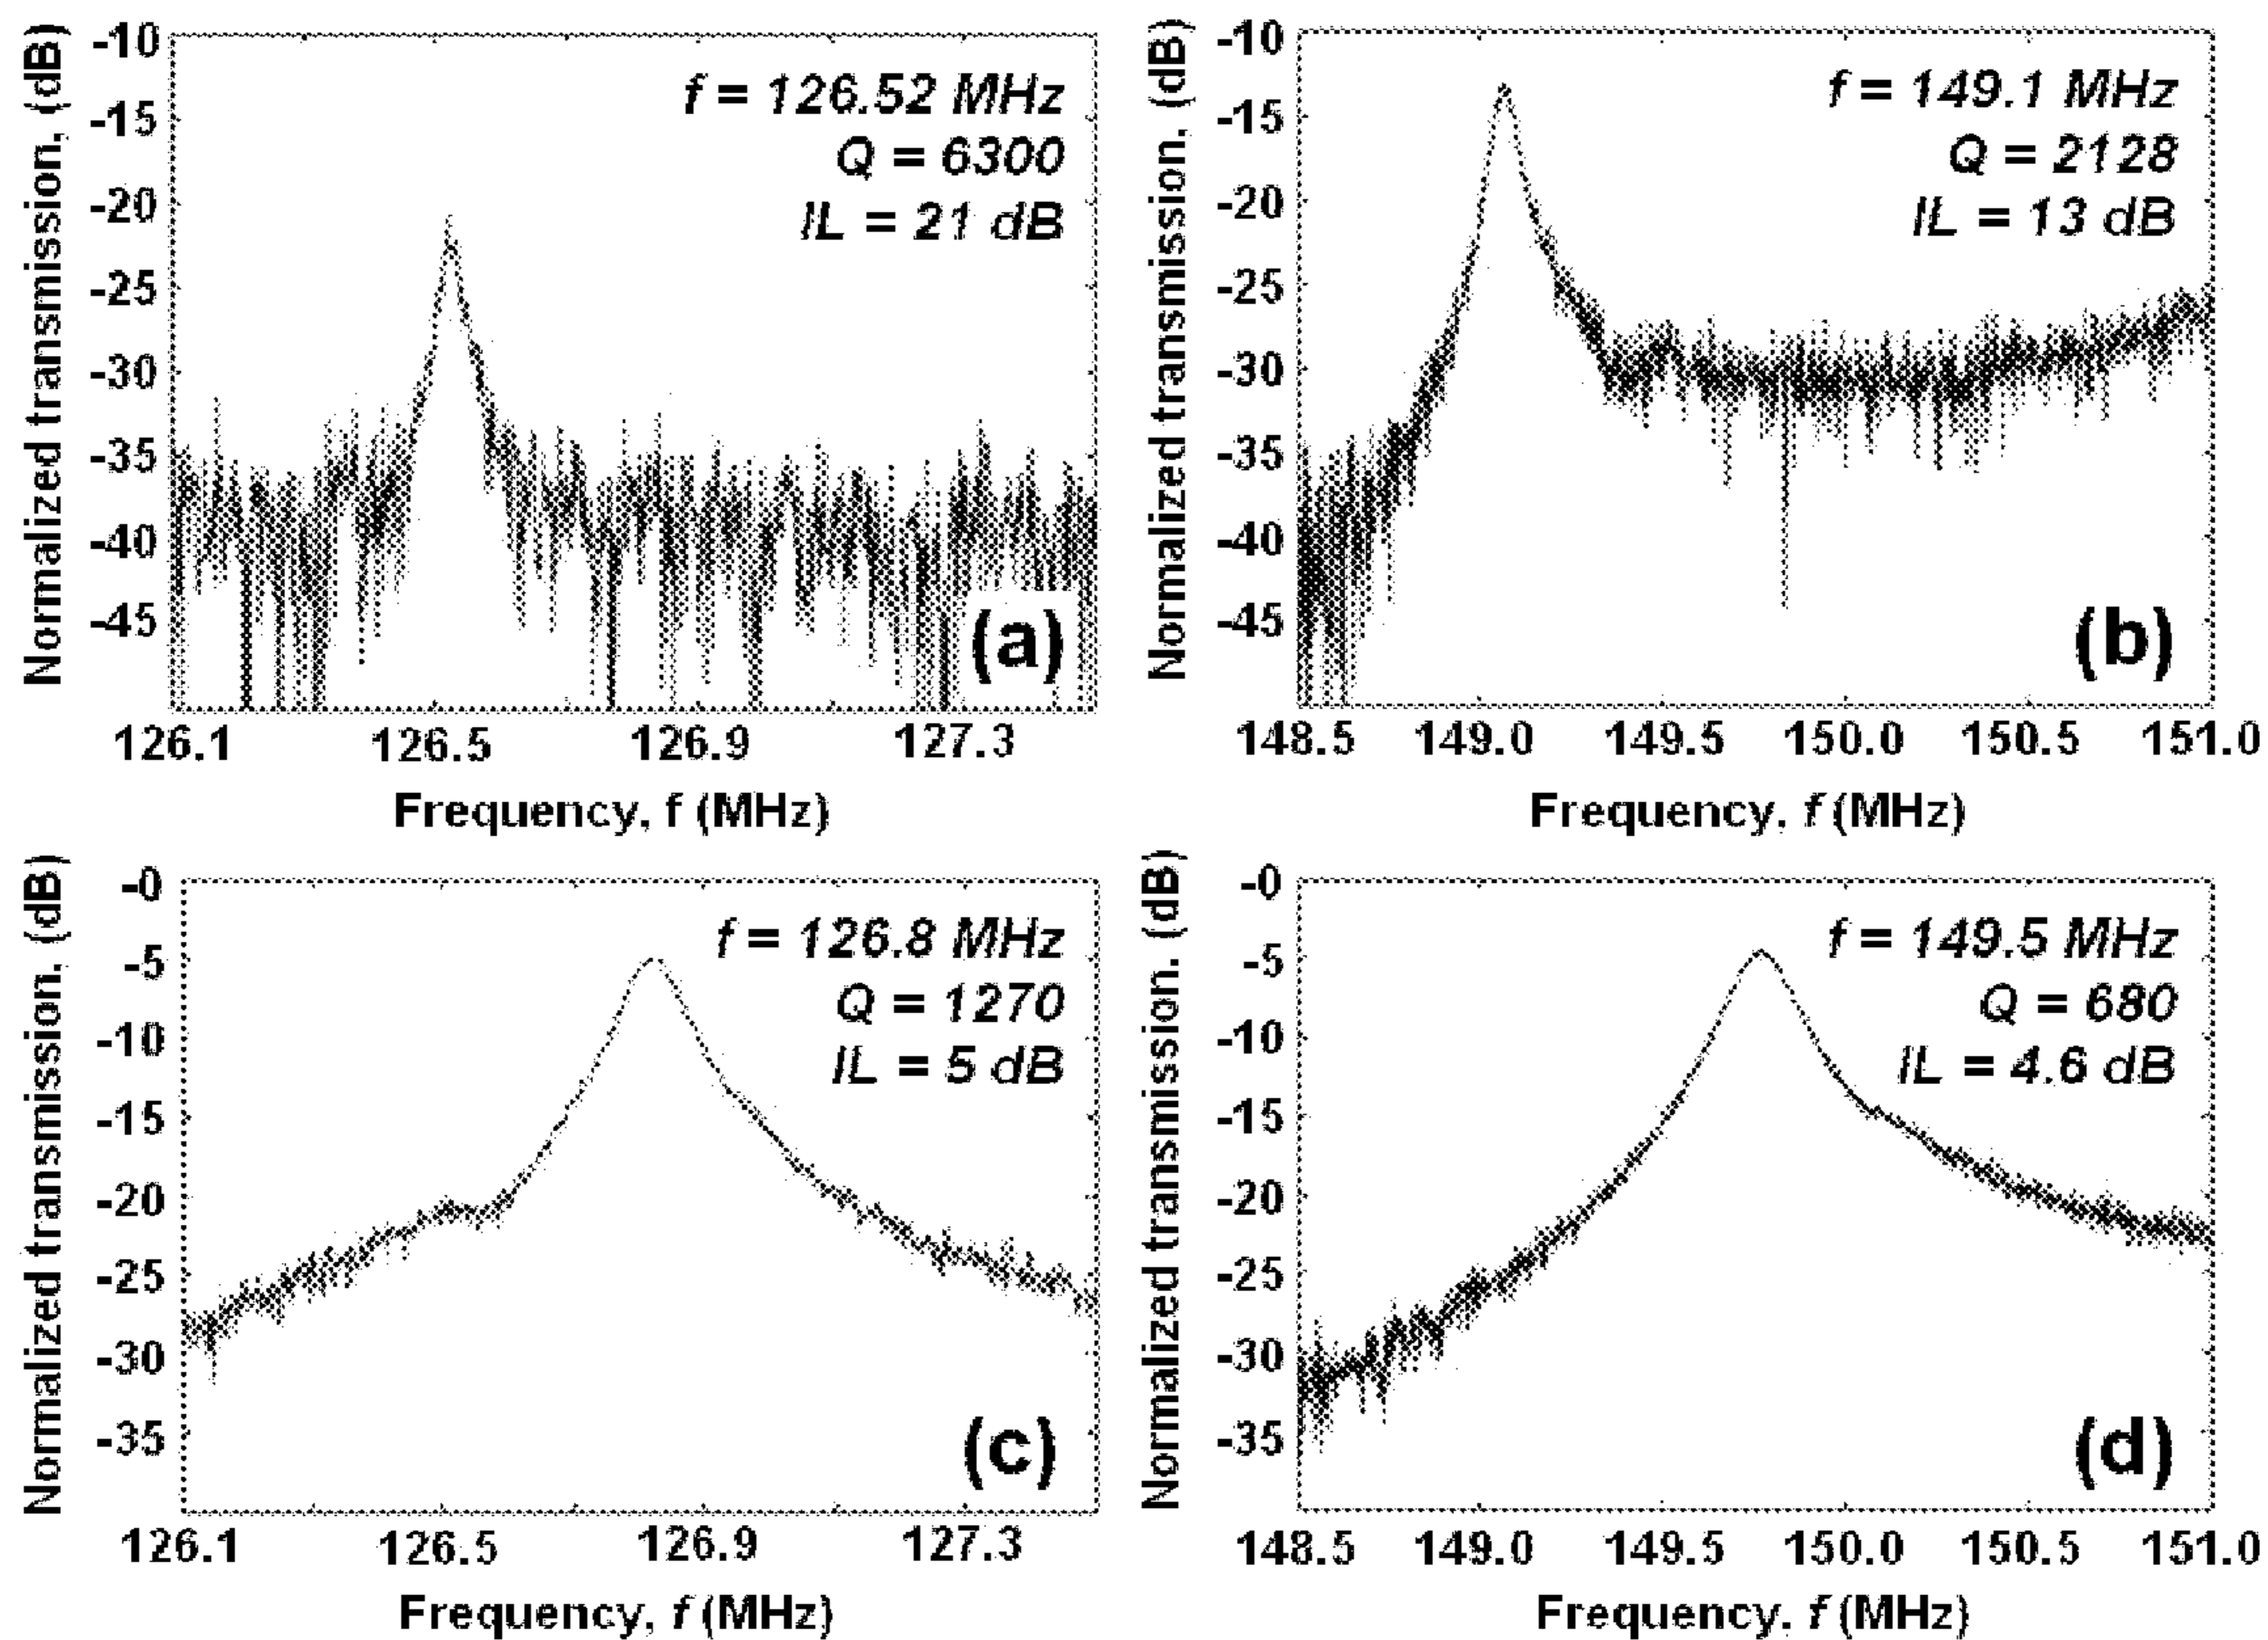 Normalized transmission, (dB)
-10
-15
-20
-25
-30
-35
-40
-45
f = 126.52 MHz
Q = 6300
IL = 21 dB
(a)
126.1 126.5 126.9 127.3
Frequency, f (MHz)
Normalized transmission, (dB)
-10
-15
-20
-25
-30
-35
-40
-45
f = 149.1 MHz
Q = 2128
IL = 13 dB
(b)
148.5 149.0 149.5 150.0 150.5 151.0
Frequency, f (MHz)
Normalized transmission, (dB)
-0
-5
-10
-15
-20
-25
-30
-35
f = 126.8 MHz
Q = 1270
IL = 5 dB
(c)
126.1 126.5 126.9 127.3
Frequency, f (MHz)
Normalized transmission, (dB)
-0
-5
-10
-15
-20
-25
-30
-35
f = 149.5 MHz
Q = 680
IL = 4.6 dB
(d)
148.5 149.0 149.5 150.0 150.5 151.0
Frequency, f (MHz)